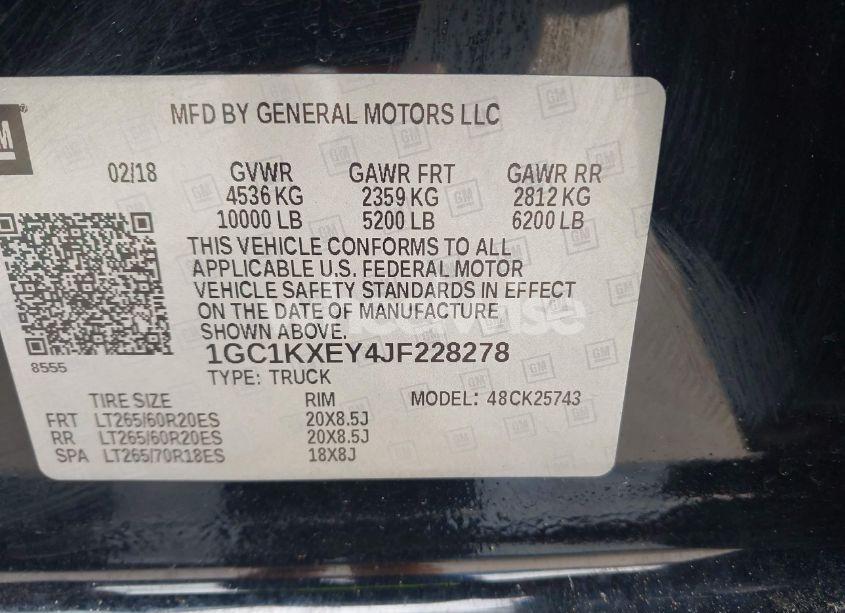 MFD BY GENERAL MOTORS LLC
02/18 GVWR GAWR FRT GAWR RR
4536 KG 2359 KG 2812 KG
10000 LB 5200 LB 6200 LB
THIS VEHICLE CONFORMS TO ALL
APPLICABLE U.S. FEDERAL MOTOR
VEHICLE SAFETY STANDARDS IN EFFECT
ON THE DATE OF MANUFACTURE
SHOWN ABOVE.
1GC1KXEY4JF228278
8555
TYPE: TRUCK
TIRE SIZE RIM MODEL: 48CK25743
FRT LT265/60R20ES 20X8.5J
RR LT265/60R20ES 20X8.5J
SPA LT265/70R18ES 18X8J